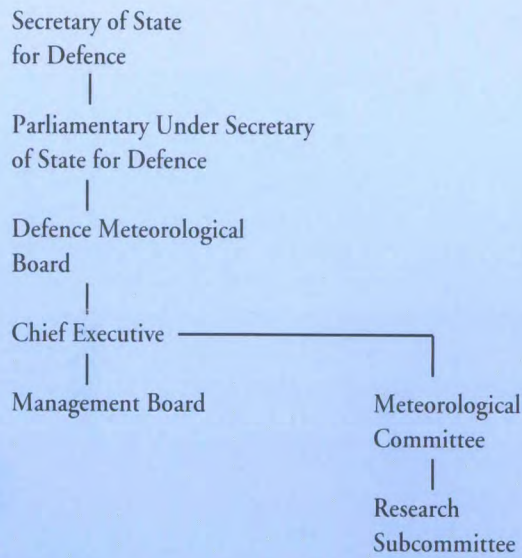 Secretary of State
for Defence
Parliamentary Under Secretary
of State for Defence
Defence Meteorological
Board
Chief Executive
Management Board
Meteorological
Committee
Research
Subcommittee